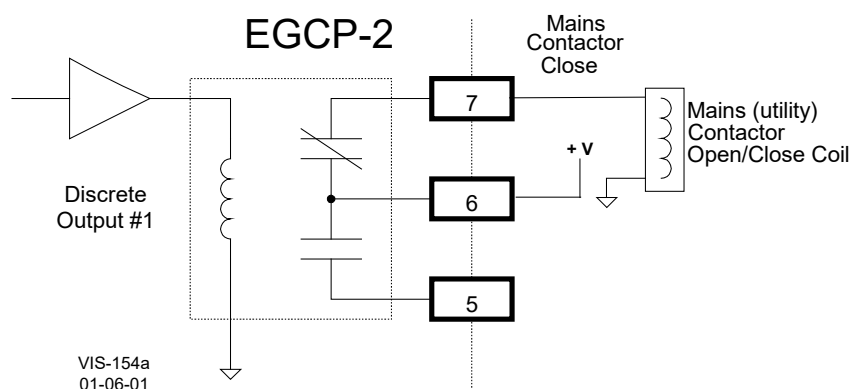 EGCP-2
Mains
Contactor
Close
7
Mains (utility)
Contactor
Open/Close Coil
+ V
6
Discrete
Output #1
5
VIS-154a
01-06-01